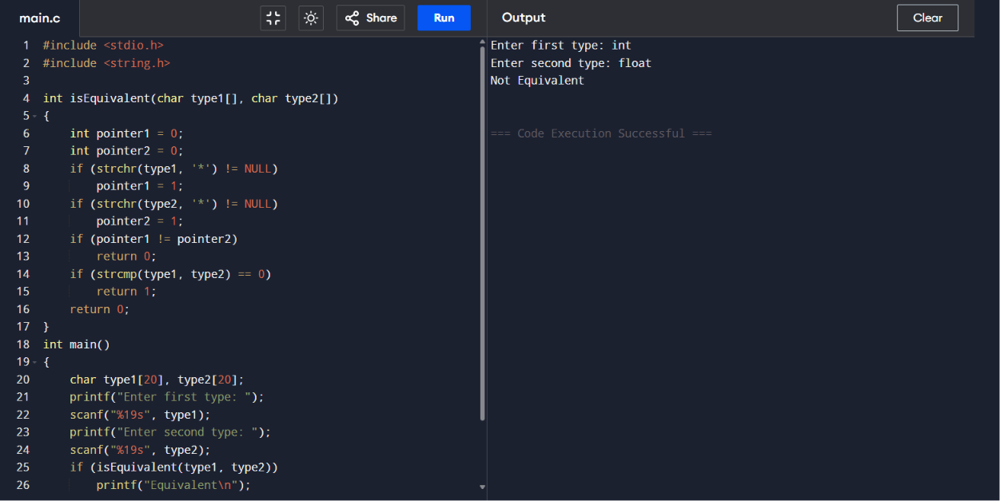 main.c
Share
Run
Output
Clear
1 #include <stdio.h>
2 #include <string.h>
3
4 int isEquivalent(char type1[], char type2[])
5 {
6     int pointer1 = 0;
7     int pointer2 = 0;
8     if (strchr(type1, '*') != NULL)
9         pointer1 = 1;
10     if (strchr(type2, '*') != NULL)
11         pointer2 = 1;
12     if (pointer1 != pointer2)
13         return 0;
14     if (strcmp(type1, type2) == 0)
15         return 1;
16     return 0;
17 }
18 int main()
19 {
20     char type1[20], type2[20];
21     printf("Enter first type: ");
22     scanf("%19s", type1);
23     printf("Enter second type: ");
24     scanf("%19s", type2);
25     if (isEquivalent(type1, type2))
26         printf("Equivalent\n");
Enter first type: int
Enter second type: float
Not Equivalent
=== Code Execution Successful ===